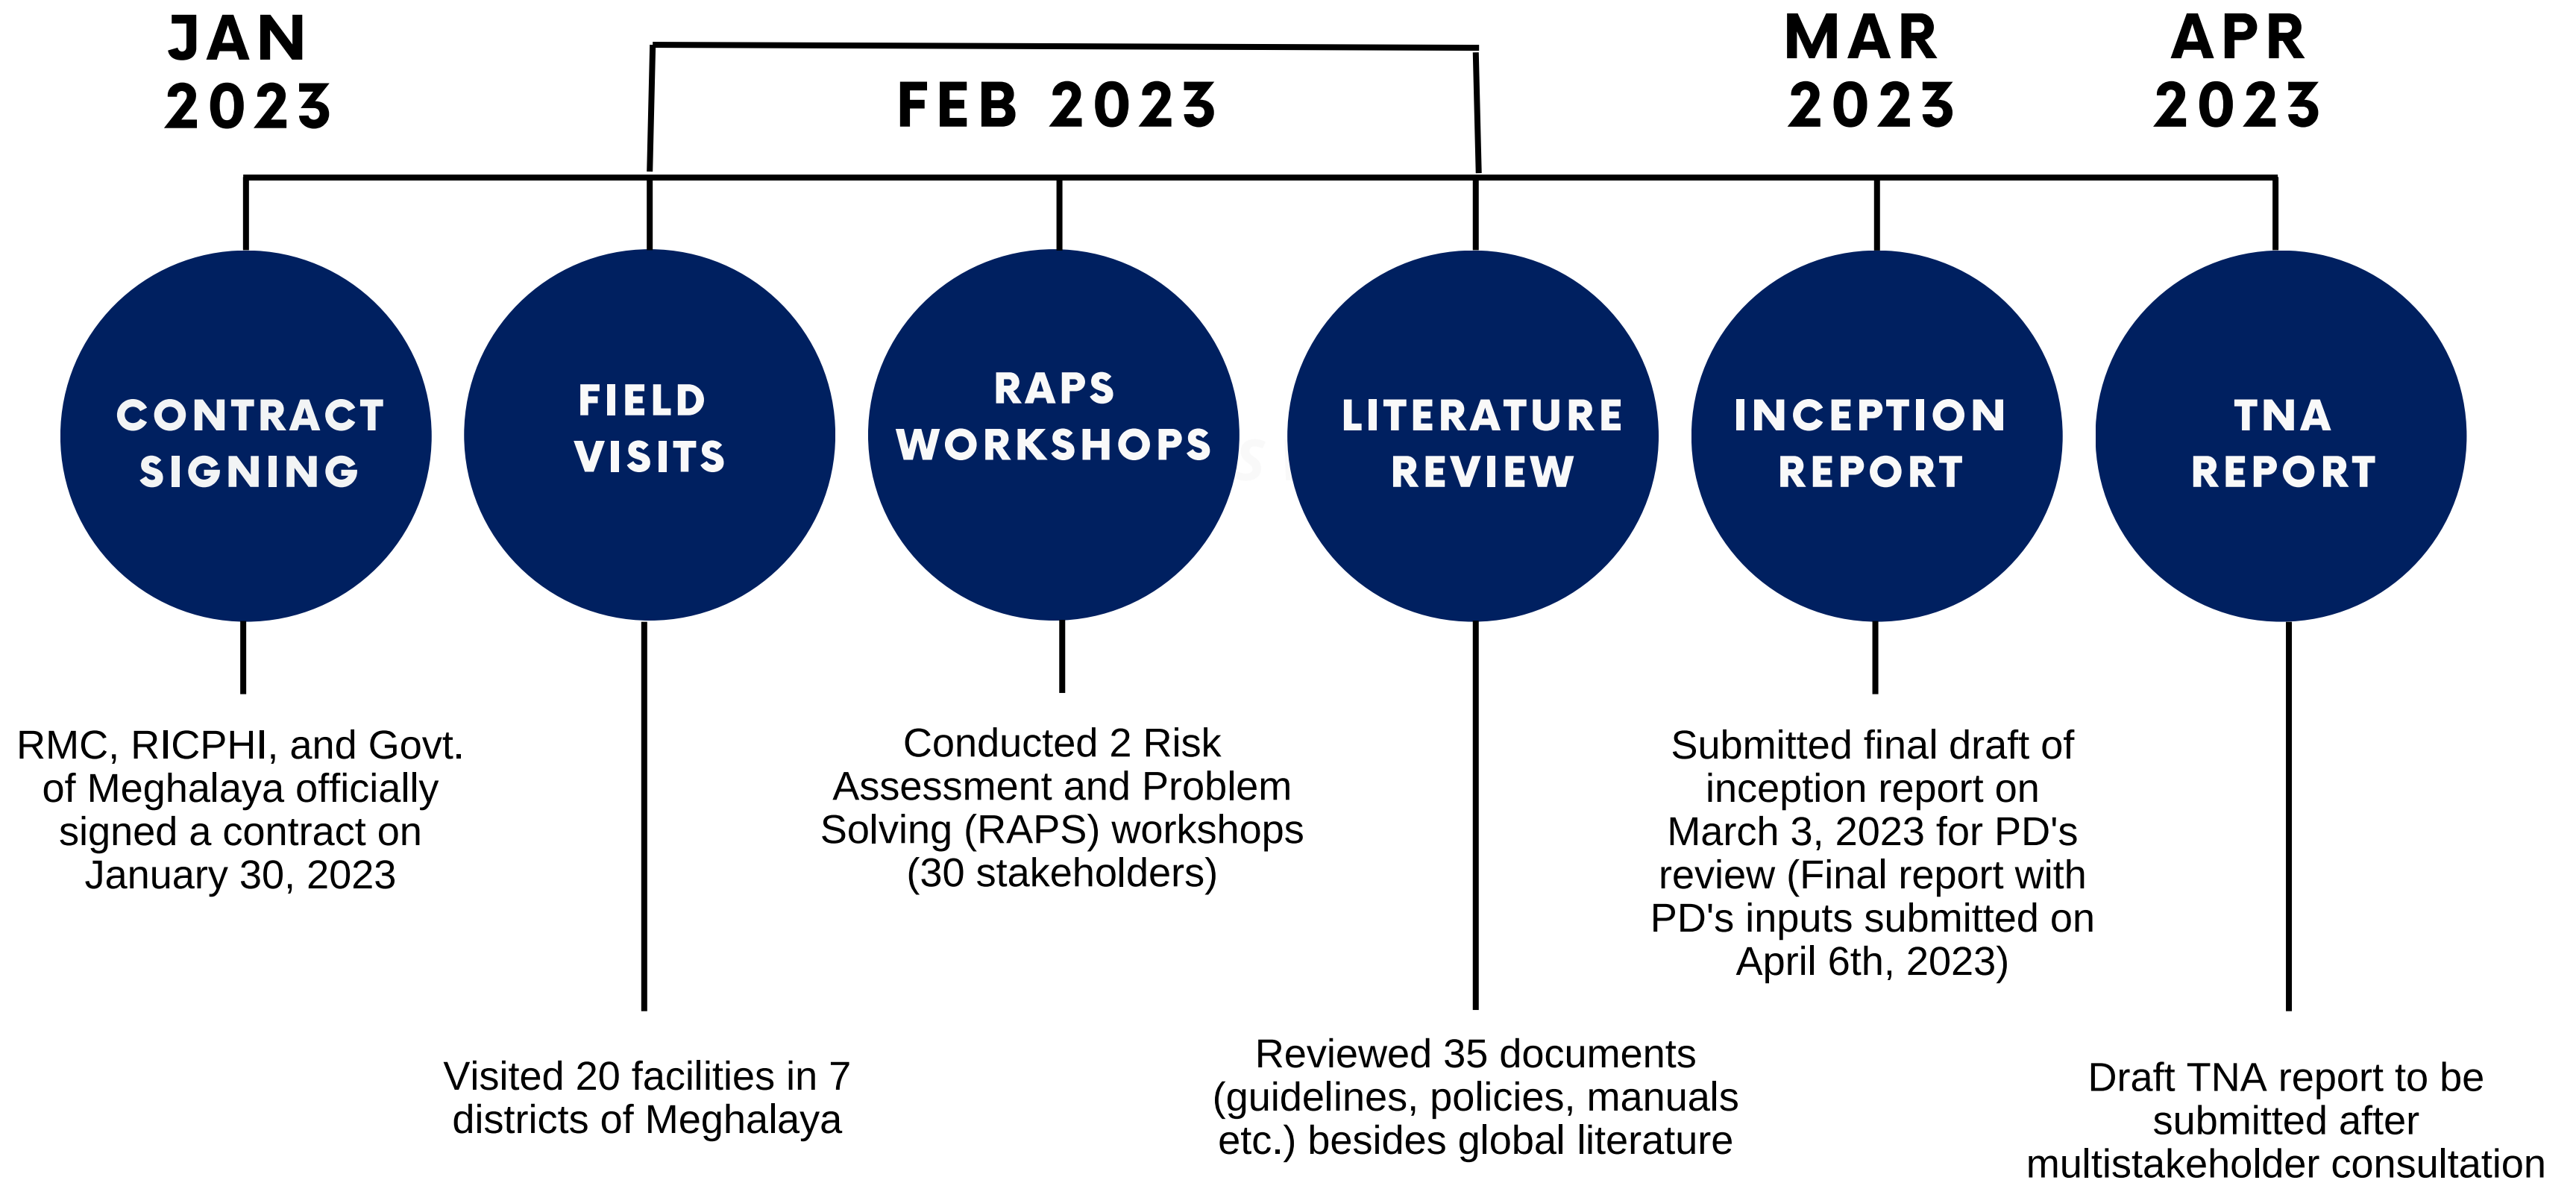 JAN
2023
FEB 2023
MAR
2023
APR
2023
CONTRACT
SIGNING
FIELD
VISITS
RAPS
WORKSHOPS
LITERATURE
REVIEW
INCEPTION
REPORT
TNA
REPORT
RMC, RICPHI, and Govt.
of Meghalaya officially
signed a contract on
January 30, 2023
Visited 20 facilities in 7
districts of Meghalaya
Conducted 2 Risk
Assessment and Problem
Solving (RAPS) workshops
(30 stakeholders)
Reviewed 35 documents
(guidelines, policies, manuals
etc.) besides global literature
Submitted final draft of
inception report on
March 3, 2023 for PD's
review (Final report with
PD's inputs submitted on
April 6th, 2023)
Draft TNA report to be
submitted after
multistakeholder consultation